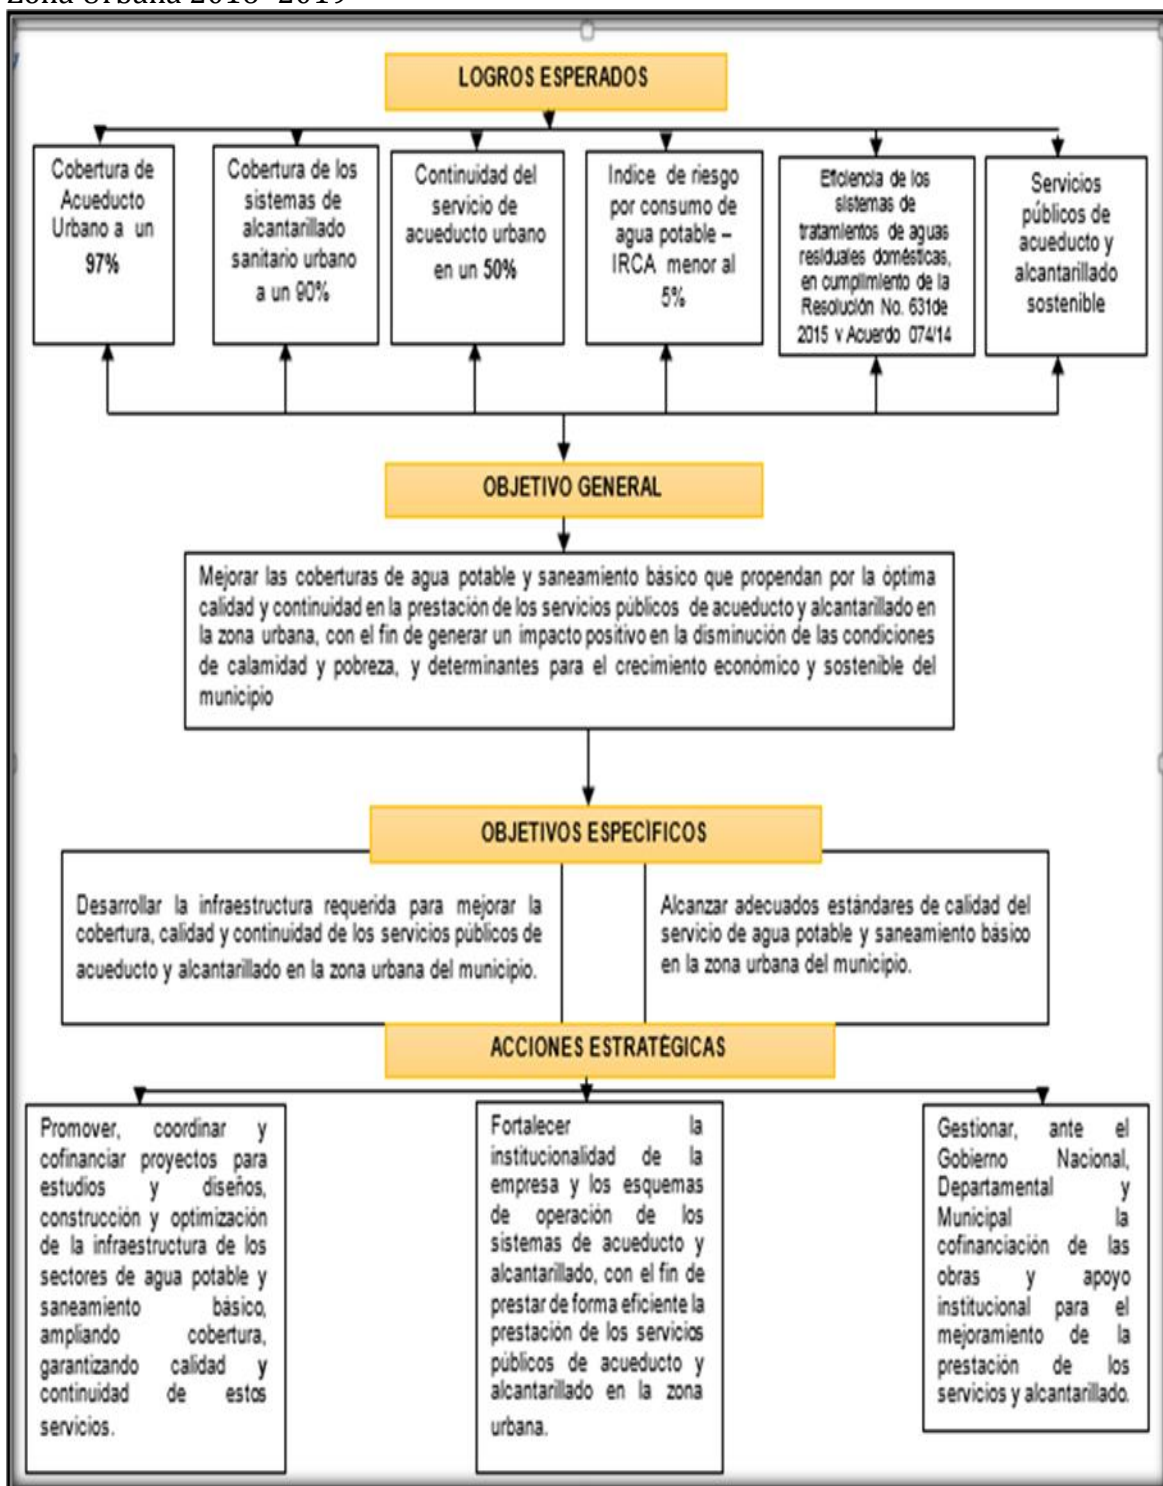 Zona Urbana 2016-2019
LOGROS ESPERADOS
Cobertura de
Acueducto
Urbano a un
97%
Cobertura de los
sistemas de
alcantarillado
sanitario urbano
a un 90%
Continuidad del
servicio de
acueducto urbano
en un 50%
Indice de riesgo
por consumo de
agua potable –
IRCA menor al
5%
Eficiencia de los
sistemas de
tratamientos de aguas
residuales domésticas,
en cumplimiento de la
Resolución No. 631de
2015 y Acuerdo 074/14
Servicios
públicos de
acueducto y
alcantarillado
sostenible
OBJETIVO GENERAL
Mejorar las coberturas de agua potable y saneamiento básico que propendan por la óptima
calidad y continuidad en la prestación de los servicios públicos de acueducto y alcantarillado en
la zona urbana, con el fin de generar un impacto positivo en la disminución de las condiciones
de calamidad y pobreza, y determinantes para el crecimiento económico y sostenible del
municipio
OBJETIVOS ESPECÌFICOS
Desarrollar la infraestructura requerida para mejorar la
cobertura, calidad y continuidad de los servicios públicos de
acueducto y alcantarillado en la zona urbana del municipio.
Alcanzar adecuados estándares de calidad del
servicio de agua potable y saneamiento básico
en la zona urbana del municipio.
ACCIONES ESTRATÉGICAS
Promover, coordinar y
cofinanciar proyectos para
estudios y diseños,
construcción y optimización
de la infraestructura de los
sectores de agua potable y
saneamiento básico,
ampliando cobertura,
garantizando calidad y
continuidad de estos
servicios.
Fortalecer la
institucionalidad de la
empresa y los esquemas
de operación de los
sistemas de acueducto y
alcantarillado, con el fin de
prestar de forma eficiente la
prestación de los servicios
públicos de acueducto y
alcantarillado en la zona
urbana.
Gestionar, ante el
Gobierno Nacional,
Departamental y
Municipal la
cofinanciación de las
obras y apoyo
institucional para el
mejoramiento de la
prestación de los
servicios y alcantarillado.